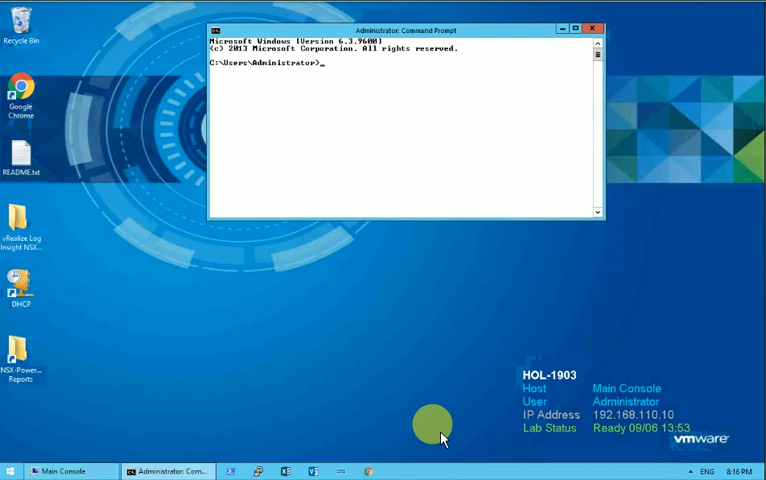 Recycle Bin
Google
Chrome
README.txt
vRealize Log
Insight NSX...
DHCP
NSX-Power...
Reports
Administrator: Command Prompt
Microsoft Windows [Version 6.3.9600]
(c) 2013 Microsoft Corporation. All rights reserved.
C:\Users\Administrator>_
HOL-1903
Host Main Console
User Administrator
IP Address 192.168.110.10
Lab Status Ready 09/06 13:53
vmware
Main Console
Administrator: Com...
ENG
8:16 PM